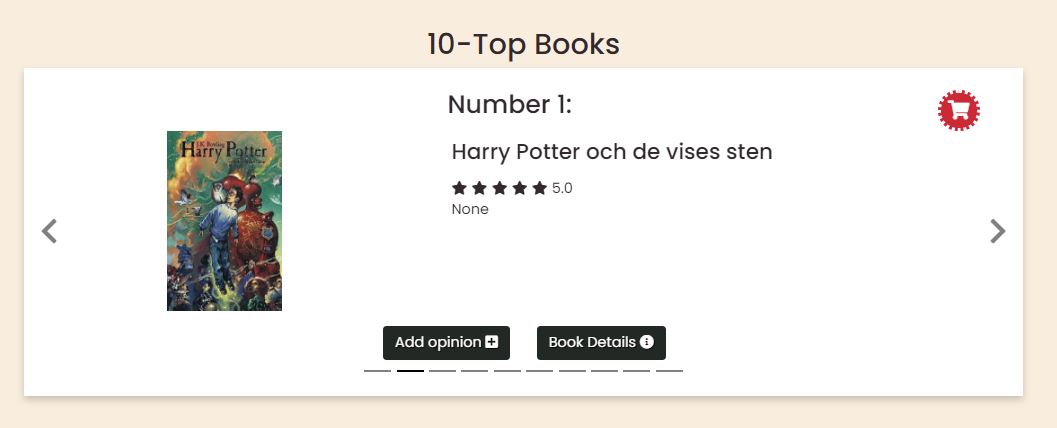 10-Top Books
Number 1:
J.K. Rowling
Harry Potter
Harry Potter och de vises sten
5.0
None
Add opinion
Book Details